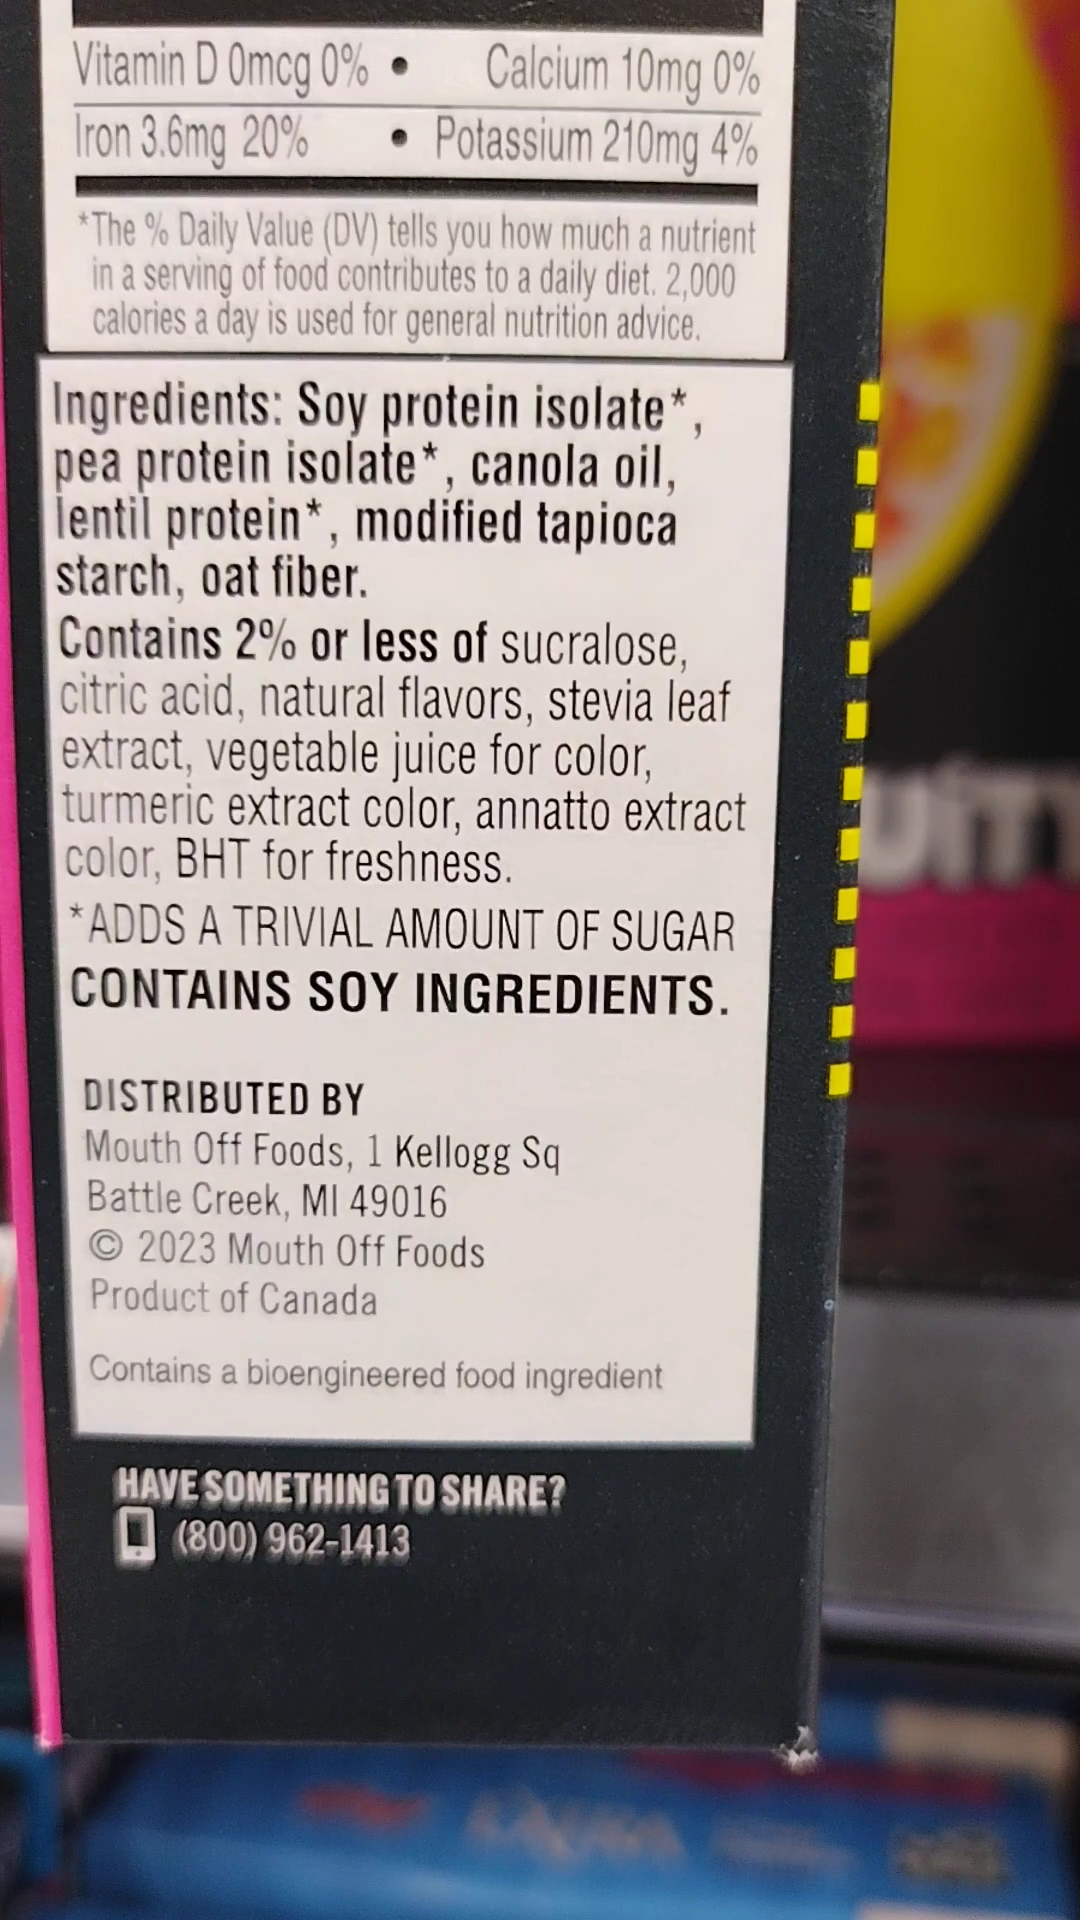 Vitamin D 0mcg 0% • Calcium 10mg 0%
Iron 3.6mg 20% • Potassium 210mg 4%
*The % Daily Value (DV) tells you how much a nutrient
in a serving of food contributes to a daily diet. 2,000
calories a day is used for general nutrition advice.
Ingredients: Soy protein isolate*,
pea protein isolate*, canola oil,
lentil protein*, modified tapioca
starch, oat fiber.
Contains 2% or less of sucralose,
citric acid, natural flavors, stevia leaf
extract, vegetable juice for color,
turmeric extract color, annatto extract
color, BHT for freshness.
*ADDS A TRIVIAL AMOUNT OF SUGAR
CONTAINS SOY INGREDIENTS.
DISTRIBUTED BY
Mouth Off Foods, 1 Kellogg Sq
Battle Creek, MI 49016
© 2023 Mouth Off Foods
Product of Canada
Contains a bioengineered food ingredient
HAVE SOMETHING TO SHARE?
(800) 962-1413